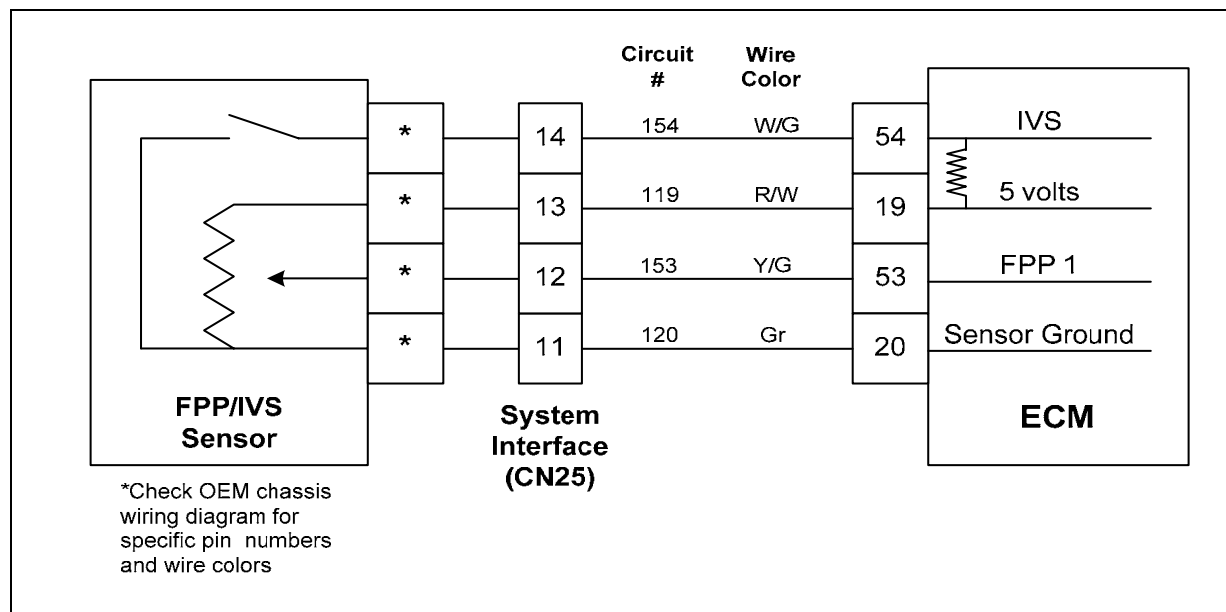 Circuit Wire
# Color
* 14 154 W/G 54 IVS
* 13 119 R/W 19 5 volts
* 12 153 Y/G 53 FPP 1
* 11 120 Gr 20 Sensor Ground
FPP/IVS
Sensor
System
Interface
(CN25)
ECM
*Check OEM chassis
wiring diagram for
specific pin numbers
and wire colors